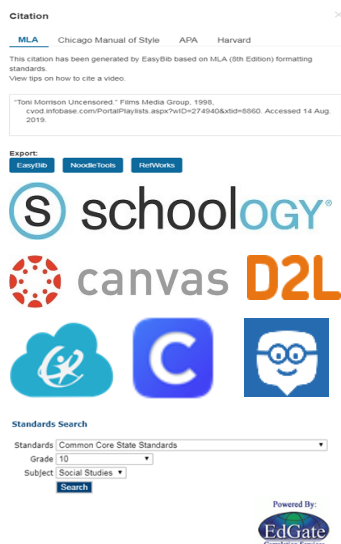 Citation
MLA Chicago Manual of Style APA Harvard
This citation has been generated by EasyBib based on MLA (8th Edition) formatting
standards.
View tips on how to cite a video.
"Toni Morrison Uncensored." Films Media Group, 1998,
cvod.infobase.com/PortalPlaylists.aspx?wID=274940&xtid=6860. Accessed 14 Aug.
2019.
Export:
EasyBib NoodleTools RefWorks
S schoology®
canvas D2L
C
Standards Search
Standards Common Core State Standards
Grade 10
Subject Social Studies
Search
Powered By:
EdGate
Correlation Services